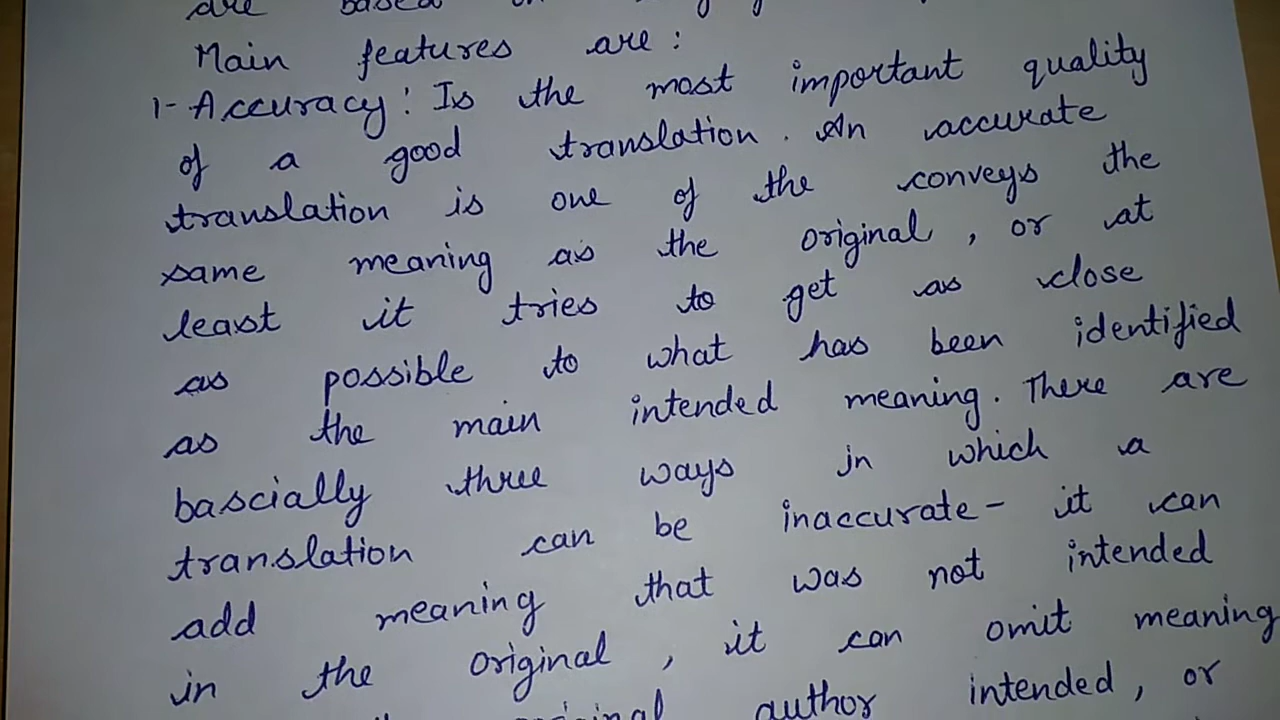 are based on
Main features are:
1- Accuracy: Is the most important quality
of a good translation. An accurate
translation is one of the conveys the
same meaning as the original, or at
least it tries to get as close
as possible to what has been identified
as the main intended meaning. There are
bascially three ways in which a
translation can be inaccurate- it can
add meaning that was not intended
in the original, it can omit meaning
original author intended, or